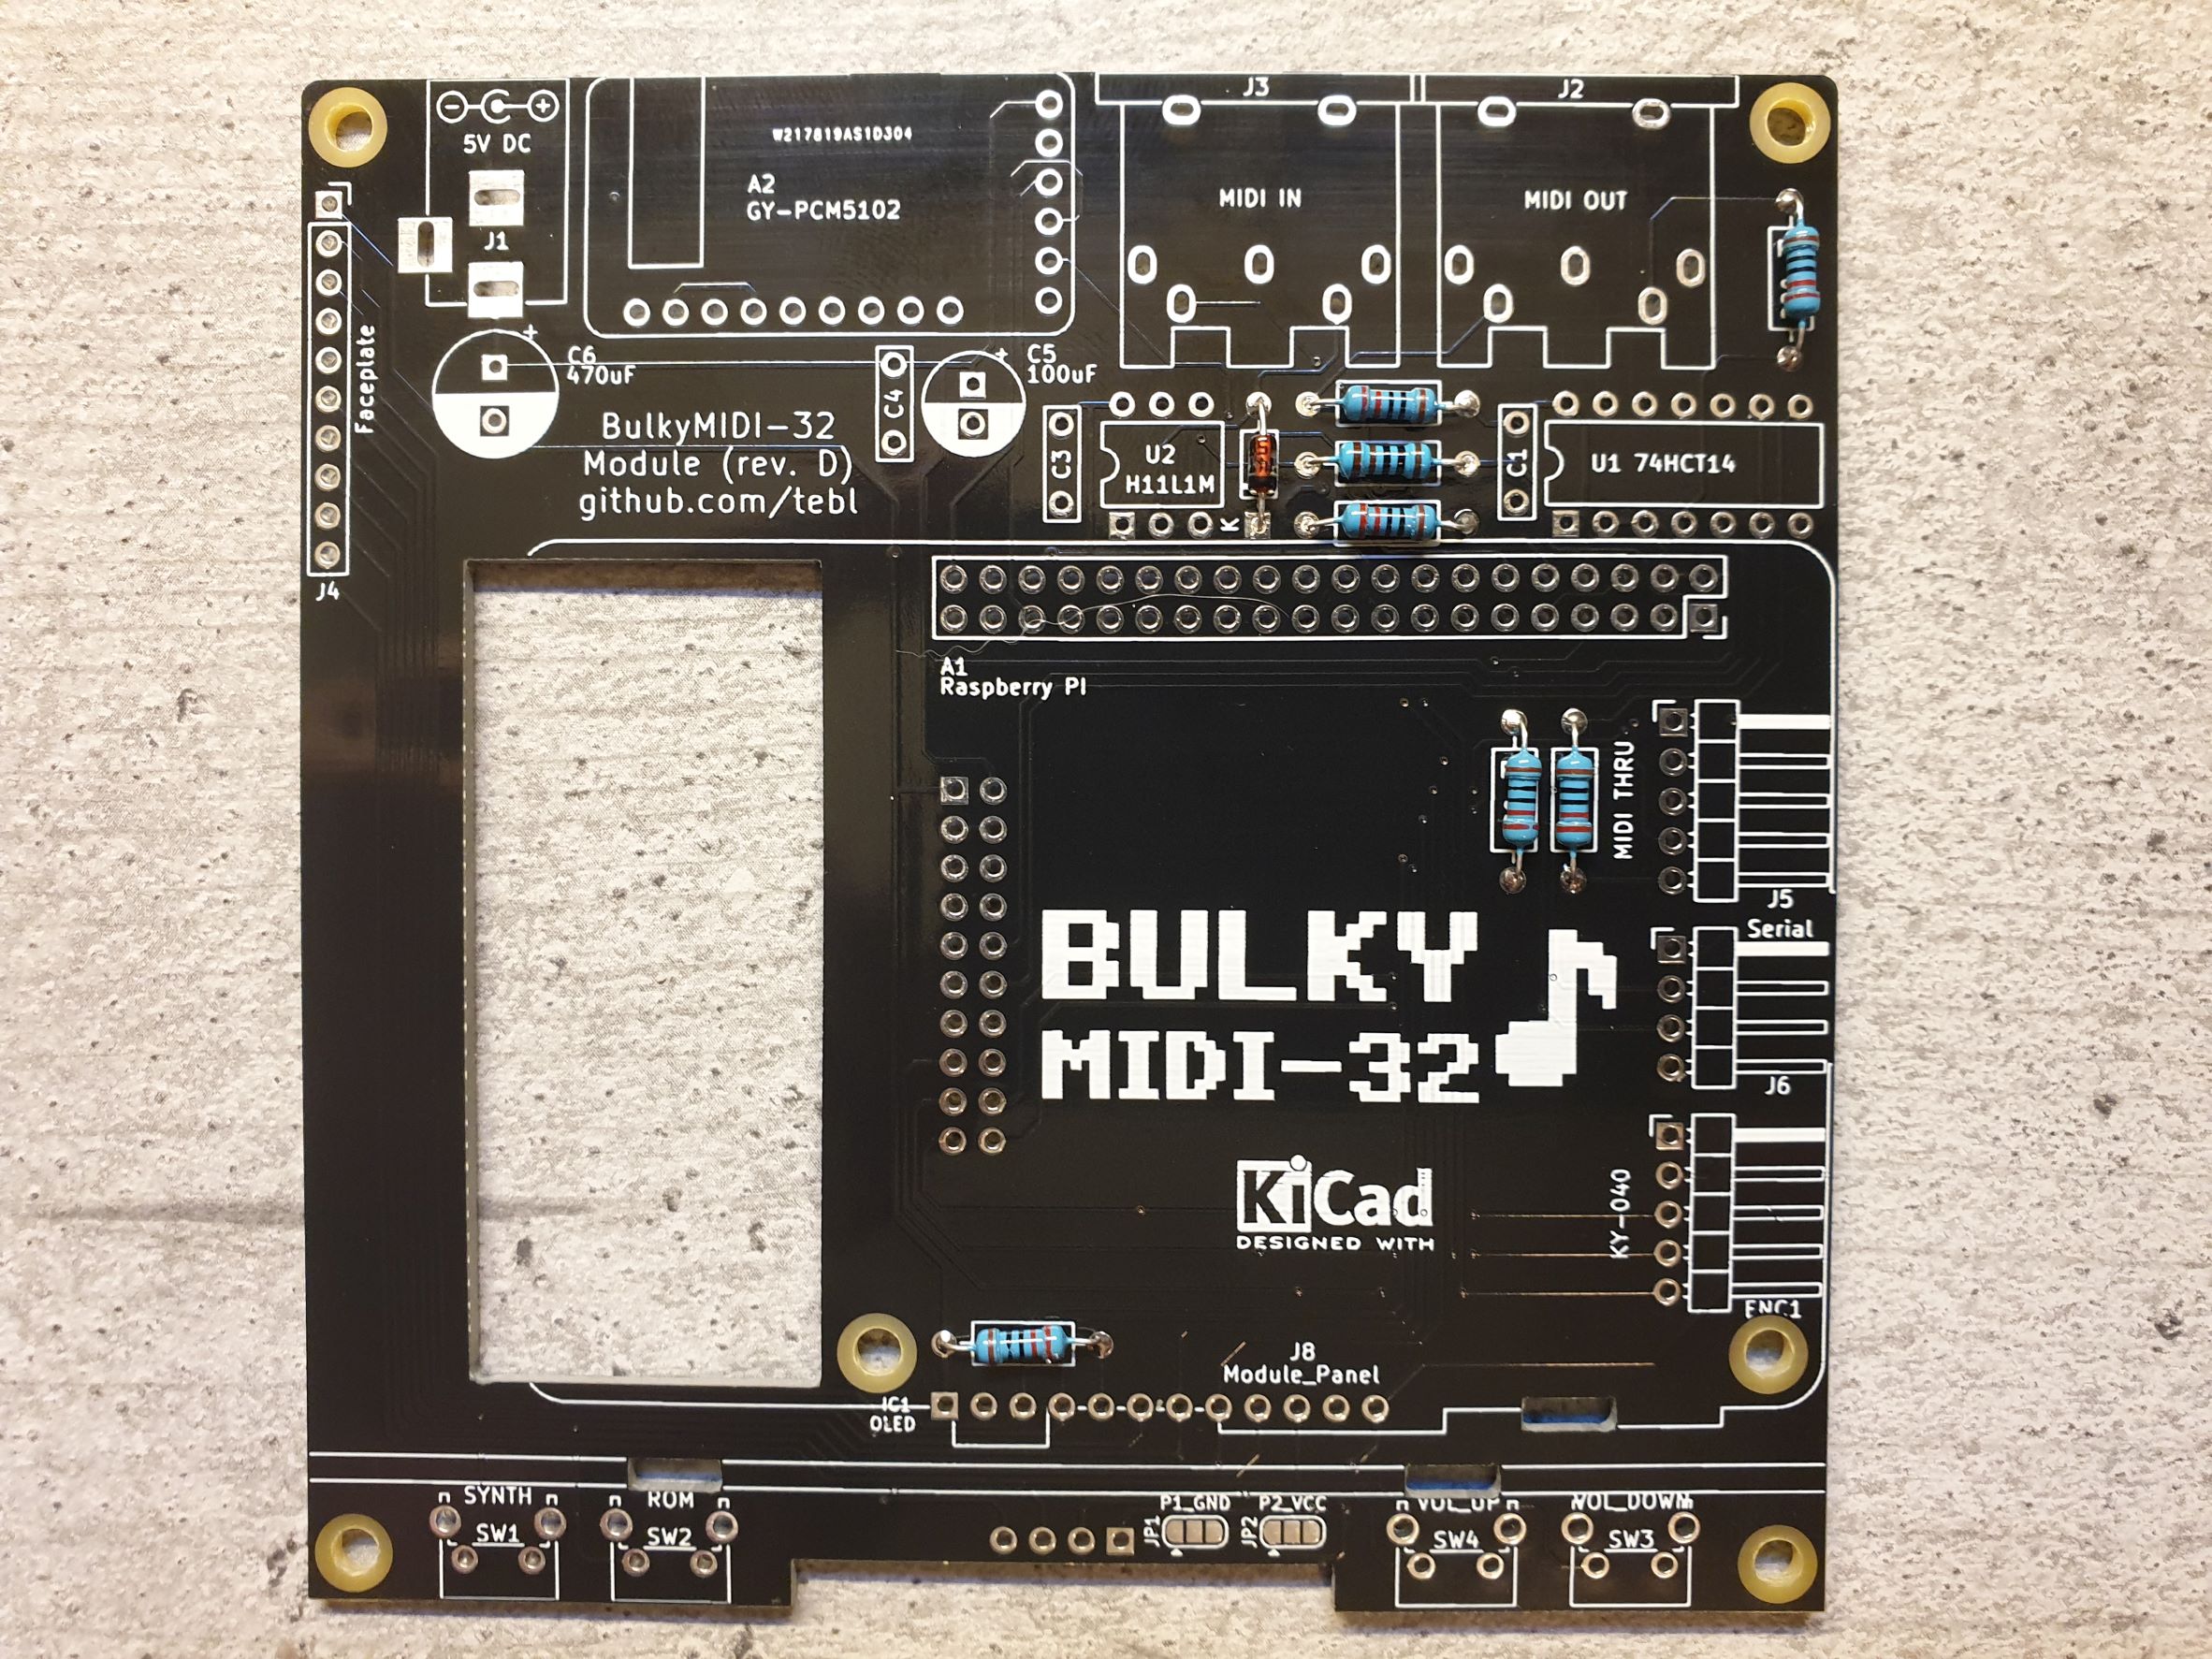 J3
J2
5V DC
W217819AS1D304
A2
GY-PCM5102
MIDI IN
MIDI OUT
J1
Faceplate
C6
470uF
C4
C5
100uF
BulkyMIDI-32
Module (rev. D)
github.com/tebl
C3
U2
H11L1M
K
C1
U1 74HCT14
J4
A1
Raspberry PI
MIDI THRU
J5
Serial
BULKY
MIDI-32
J6
KiCad
DESIGNED WITH
KY-040
ENC1
J8
Module_Panel
IC1
OLED
SYNTH
SW1
ROM
SW2
P1_GND
JP1
P2_VCC
JP2
VOL_UP
SW4
VOL_DOWN
SW3